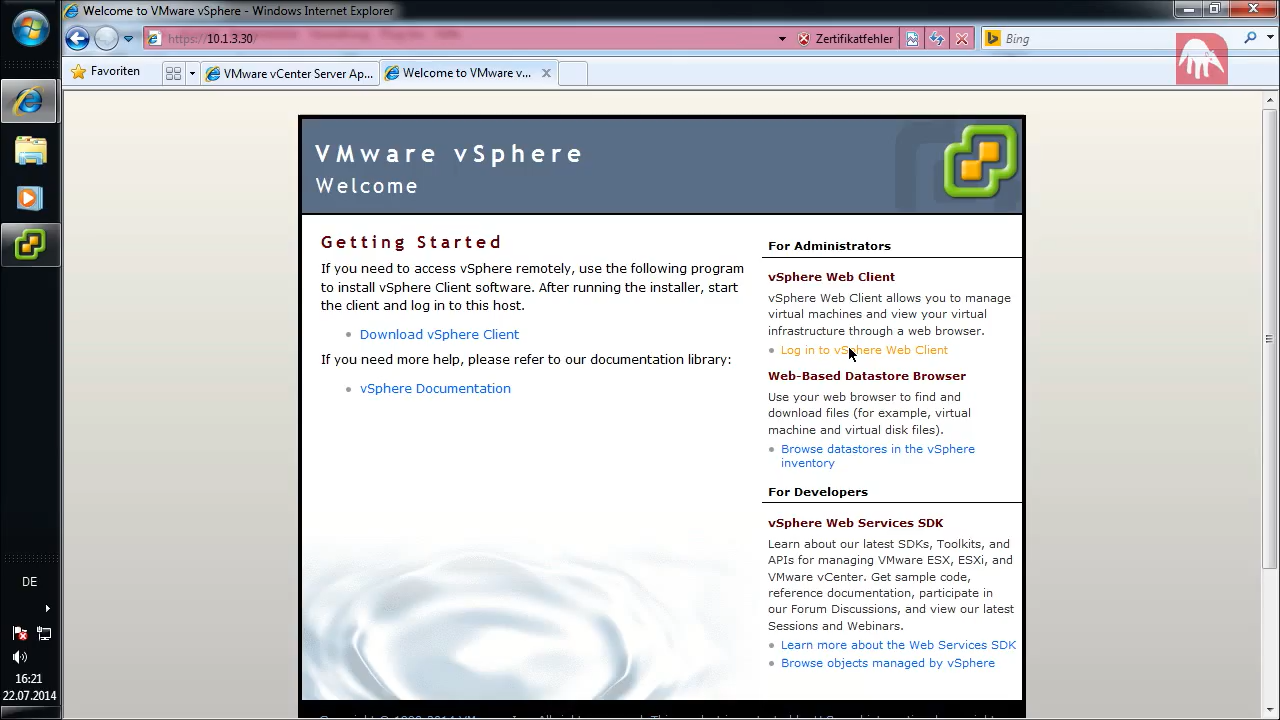 Welcome to VMware vSphere - Windows Internet Explorer
https://10.1.3.30/
Zertifikatfehler
Bing
Favoriten
VMware vCenter Server Ap...
Welcome to VMware v...
VMware vSphere
Welcome
Getting Started
If you need to access vSphere remotely, use the following program
to install vSphere Client software. After running the installer, start
the client and log in to this host.
Download vSphere Client
If you need more help, please refer to our documentation library:
vSphere Documentation
For Administrators
vSphere Web Client
vSphere Web Client allows you to manage
virtual machines and view your virtual
infrastructure through a web browser.
Log in to vSphere Web Client
Web-Based Datastore Browser
Use your web browser to find and
download files (for example, virtual
machine and virtual disk files).
Browse datastores in the vSphere
inventory
For Developers
vSphere Web Services SDK
Learn about our latest SDKs, Toolkits, and
APIs for managing VMware ESX, ESXi, and
VMware vCenter. Get sample code,
reference documentation, participate in
our Forum Discussions, and view our latest
Sessions and Webinars.
Learn more about the Web Services SDK
Browse objects managed by vSphere
DE
16:21
22.07.2014